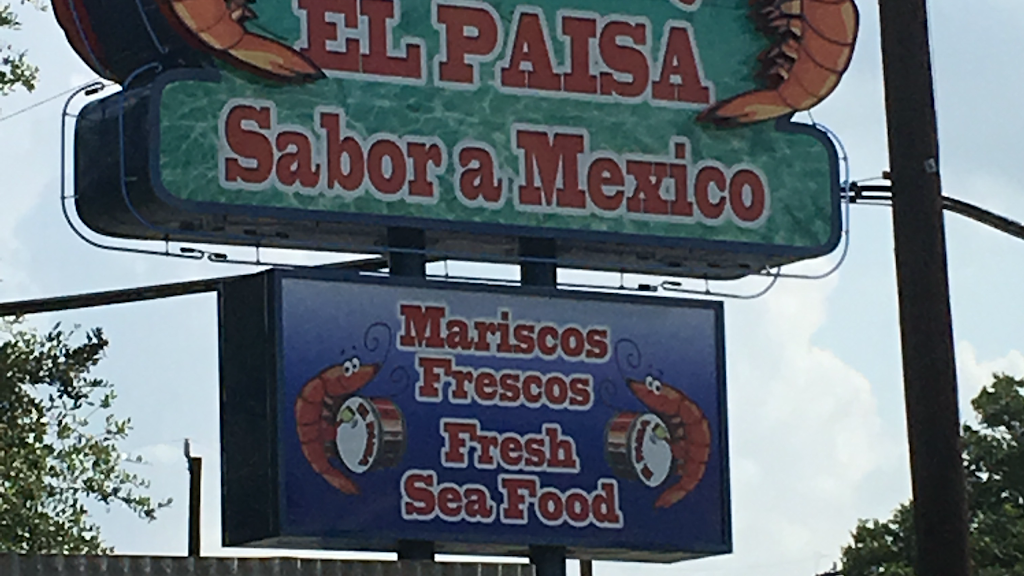 EL PAISA
Sabor a Mexico
Mariscos
Frescos
Fresh
Sea Food